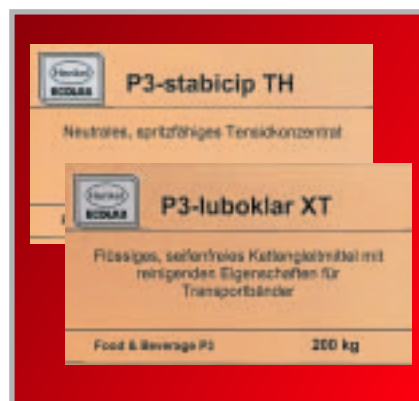 Henkel
ECOLAB
P3-stabicip TH
Neutrales, spritzfähiges Tensidkonzentrat
Henkel
ECOLAB
P3-luboklar XT
Flüssiges, seifenfreies Kettengleitmittel mit
reinigenden Eigenschaften für
Transportbänder
Food & Beverage P3 200 kg